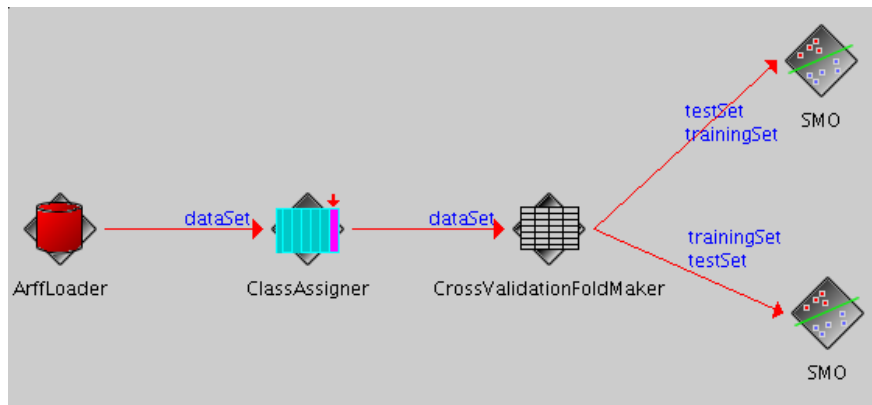 testSet
trainingSet
SMO
dataSet
dataSet
ArffLoader
ClassAssigner
CrossValidationFoldMaker
trainingSet
testSet
SMO